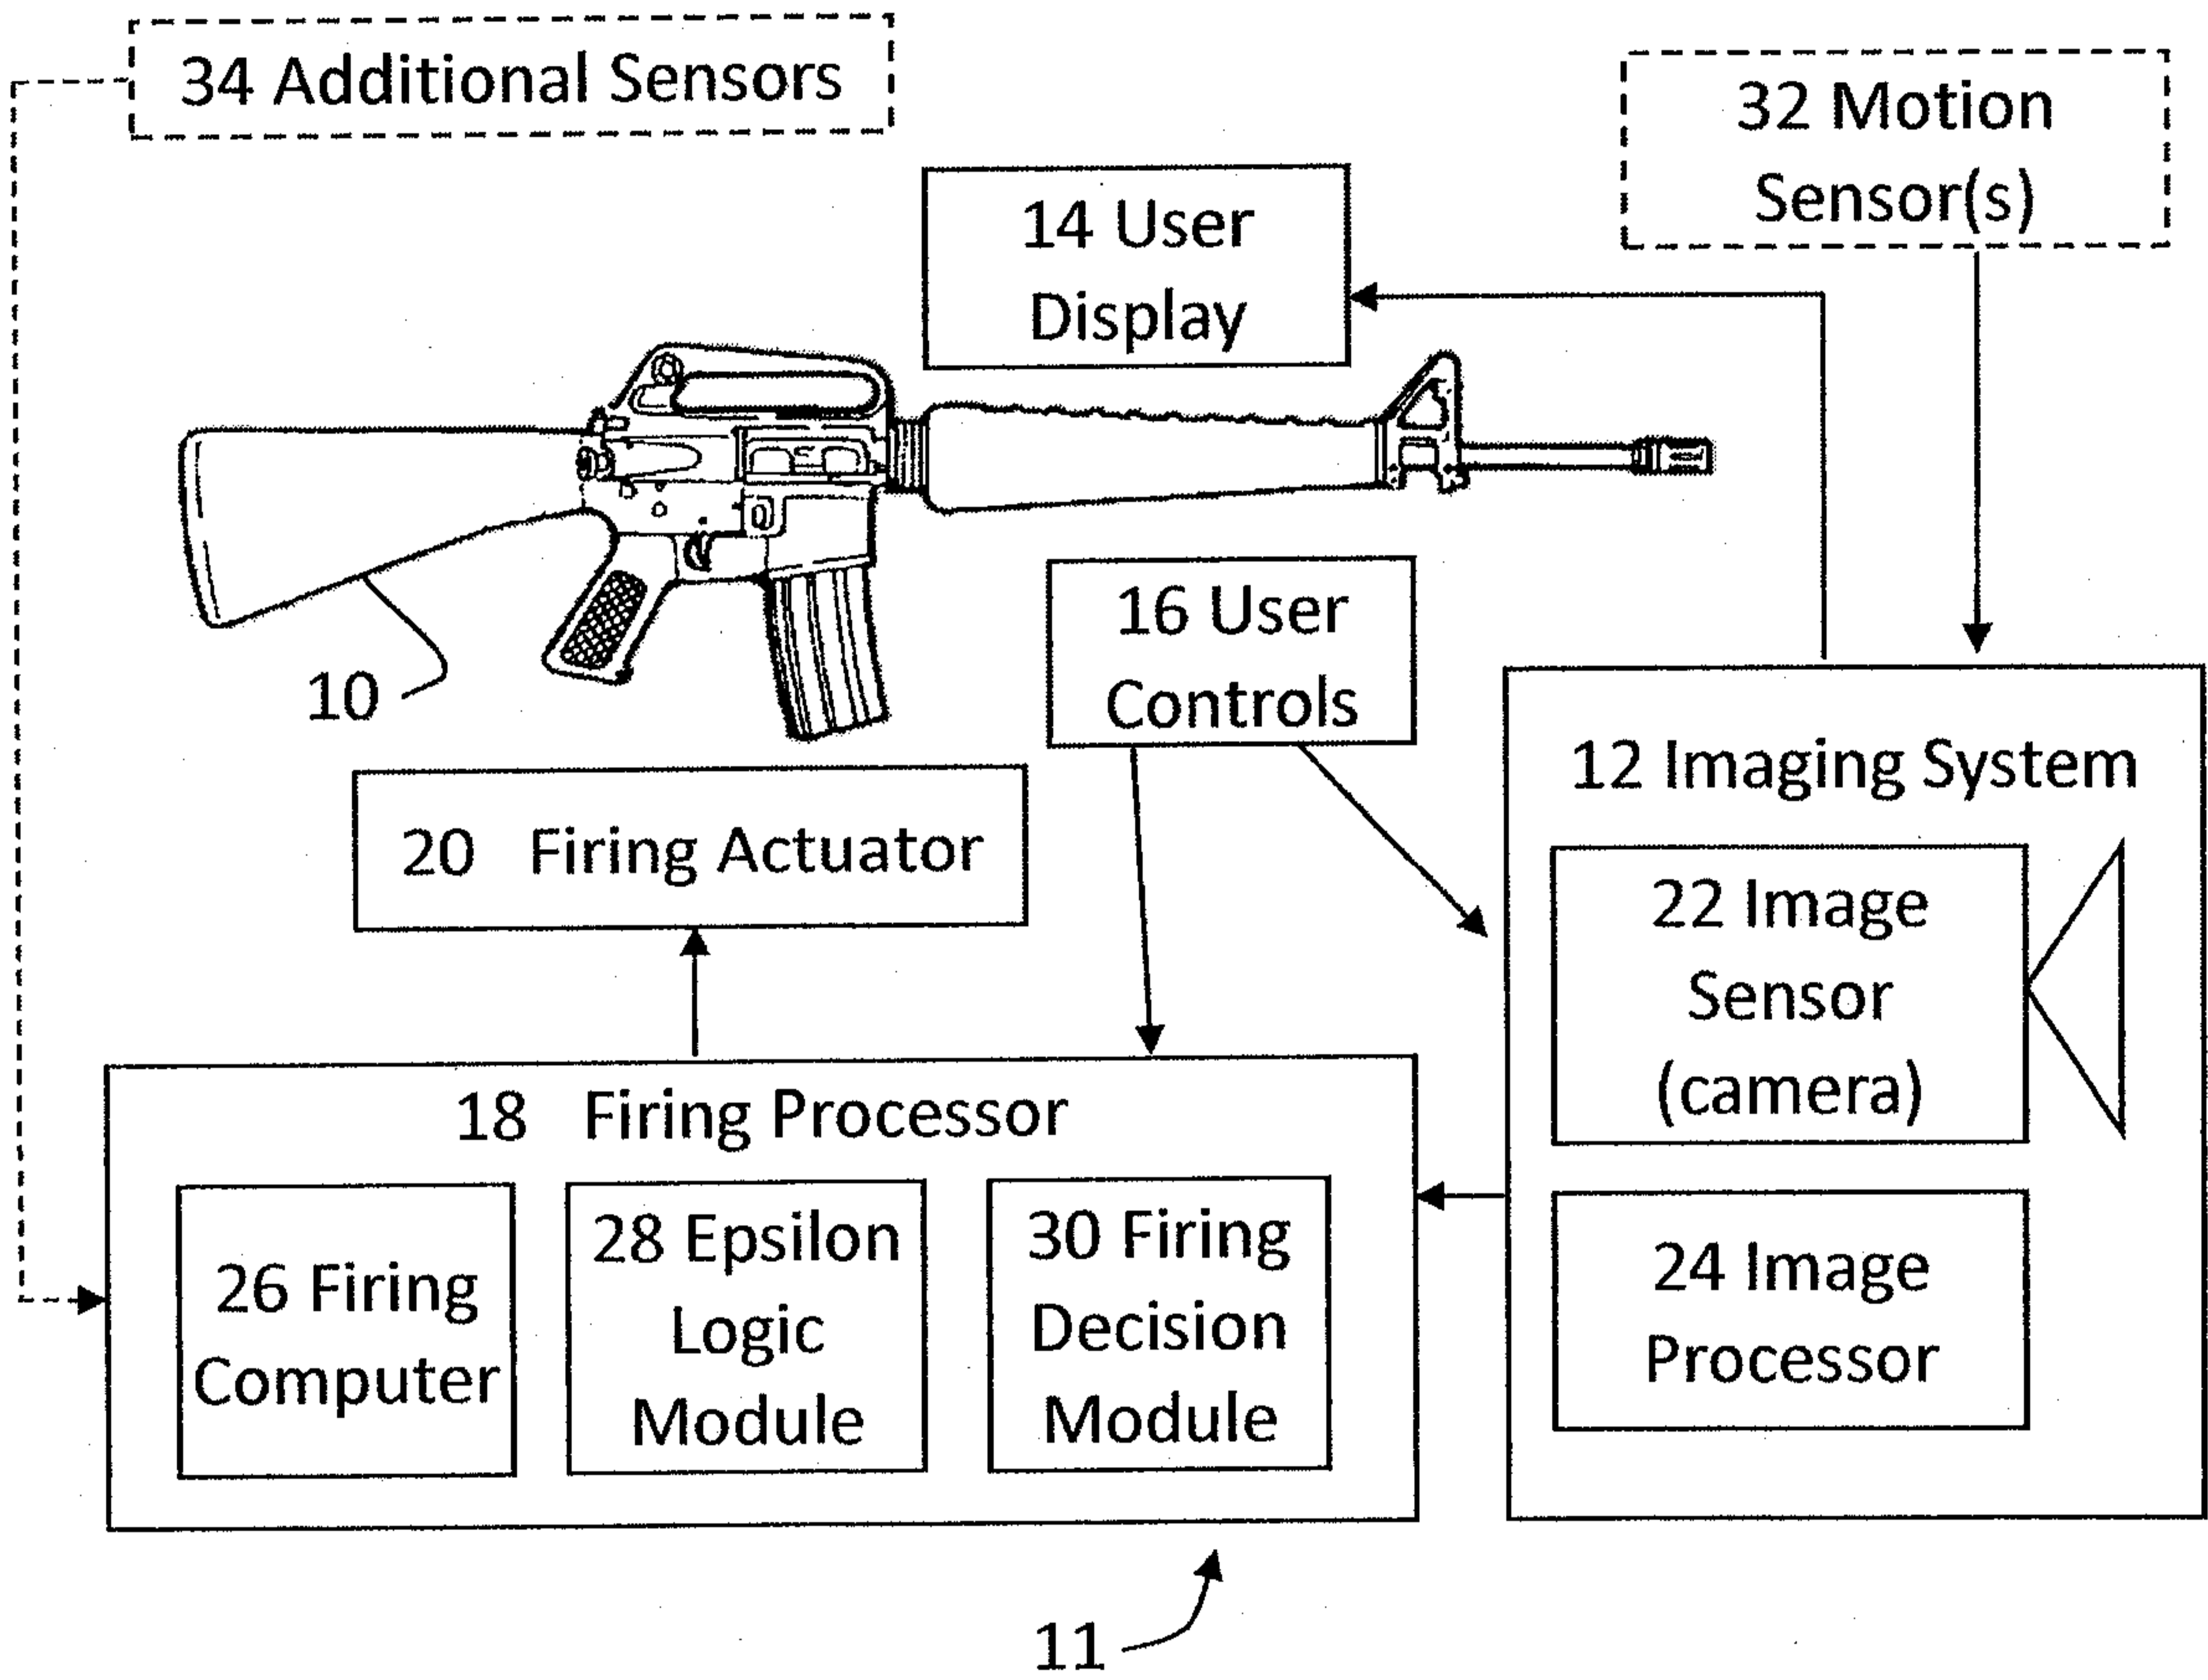 34 Additional Sensors
32 Motion
Sensor(s)
14 User
Display
10
16 User
Controls
12 Imaging System
20 Firing Actuator
22 Image
Sensor
(camera)
18 Firing Processor
26 Firing
Computer
28 Epsilon
Logic
Module
30 Firing
Decision
Module
24 Image
Processor
11